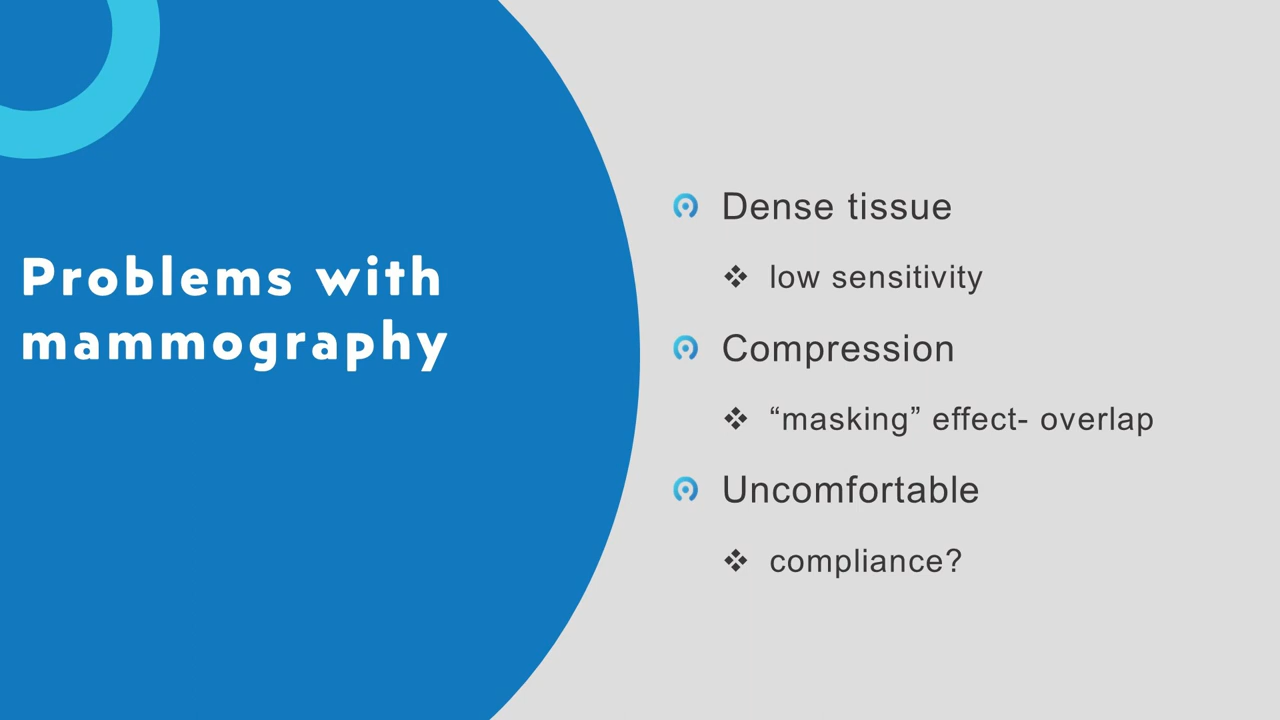 Problems with
mammography
Dense tissue
❖ low sensitivity
Compression
❖ “masking” effect- overlap
Uncomfortable
❖ compliance?